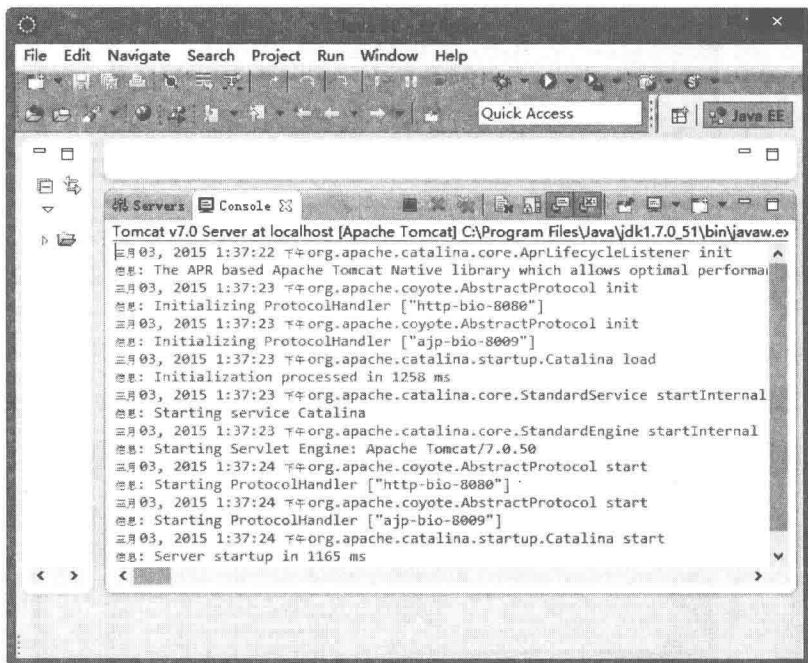 File Edit Navigate Search Project Run Window Help
Quick Access
Java EE
Servers Console
Tomcat v7.0 Server at localhost [Apache Tomcat] C:\Program Files\Java\jdk1.7.0_51\bin\javaw.ex
三月 03, 2015 1:37:22 下午 org.apache.catalina.core.AprLifecycleListener init
信息: The APR based Apache Tomcat Native library which allows optimal performa
三月 03, 2015 1:37:23 下午 org.apache.coyote.AbstractProtocol init
信息: Initializing ProtocolHandler ["http-bio-8080"]
三月 03, 2015 1:37:23 下午 org.apache.coyote.AbstractProtocol init
信息: Initializing ProtocolHandler ["ajp-bio-8009"]
三月 03, 2015 1:37:23 下午 org.apache.catalina.startup.Catalina load
信息: Initialization processed in 1258 ms
三月 03, 2015 1:37:23 下午 org.apache.catalina.core.StandardService startInternal
信息: Starting service Catalina
三月 03, 2015 1:37:23 下午 org.apache.catalina.core.StandardEngine startInternal
信息: Starting Servlet Engine: Apache Tomcat/7.0.50
三月 03, 2015 1:37:24 下午 org.apache.coyote.AbstractProtocol start
信息: Starting ProtocolHandler ["http-bio-8080"]
三月 03, 2015 1:37:24 下午 org.apache.coyote.AbstractProtocol start
信息: Starting ProtocolHandler ["ajp-bio-8009"]
三月 03, 2015 1:37:24 下午 org.apache.catalina.startup.Catalina start
信息: Server startup in 1165 ms